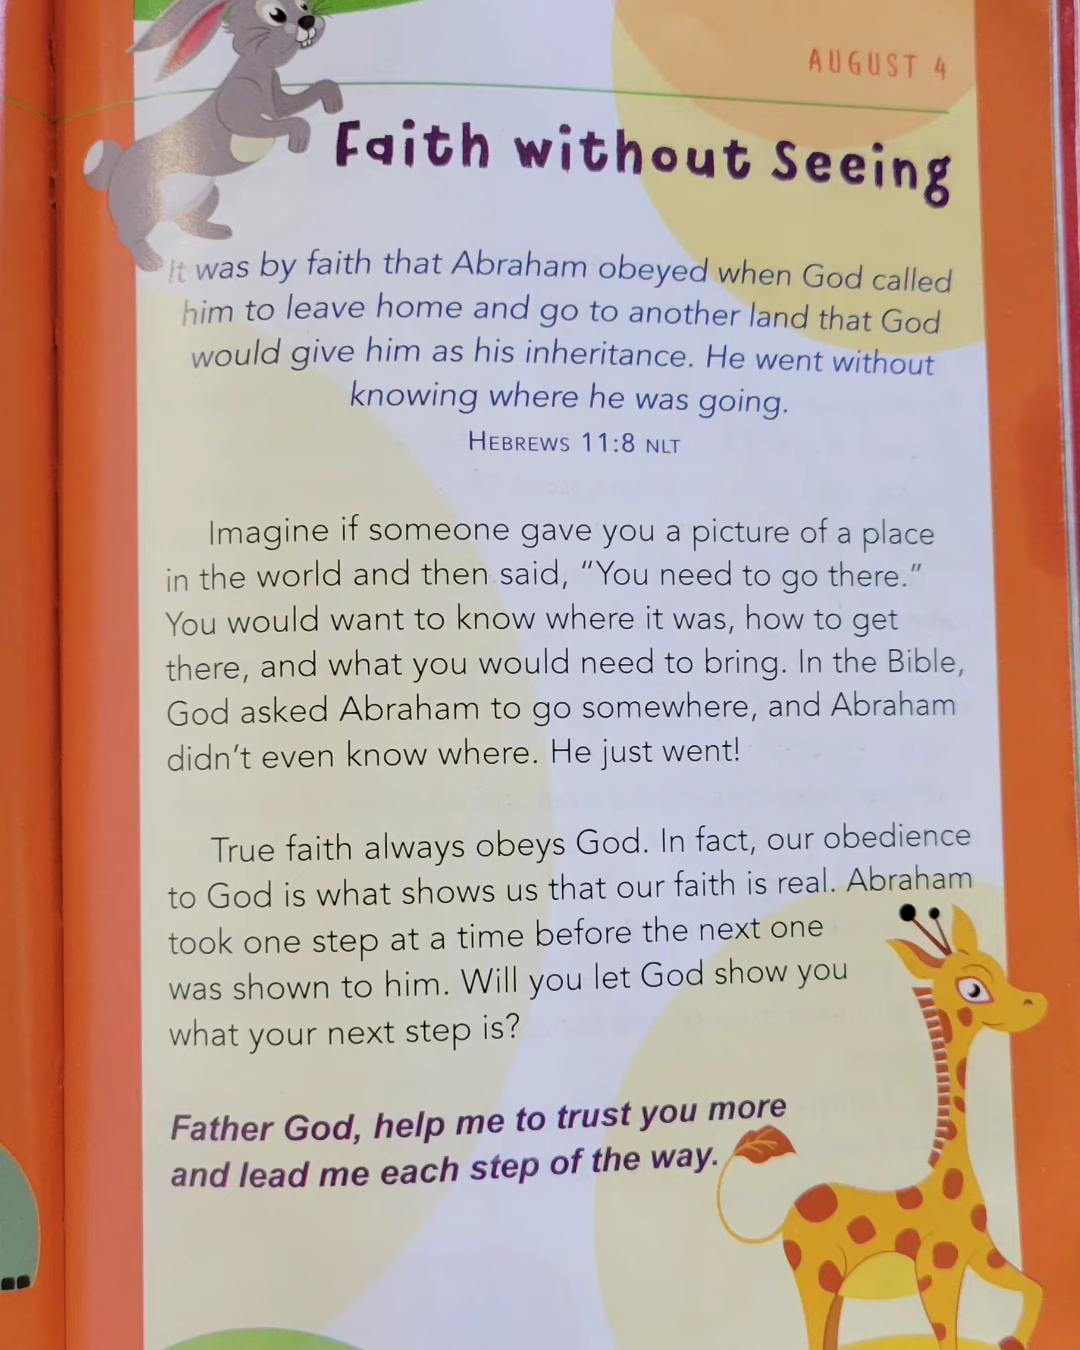 AUGUST 4
Faith without Seeing
It was by faith that Abraham obeyed when God called
him to leave home and go to another land that God
would give him as his inheritance. He went without
knowing where he was going.
HEBREWS 11:8 NLT
Imagine if someone gave you a picture of a place
in the world and then said, “You need to go there.”
You would want to know where it was, how to get
there, and what you would need to bring. In the Bible,
God asked Abraham to go somewhere, and Abraham
didn’t even know where. He just went!
True faith always obeys God. In fact, our obedience
to God is what shows us that our faith is real. Abraham
took one step at a time before the next one
was shown to him. Will you let God show you
what your next step is?
Father God, help me to trust you more
and lead me each step of the way.